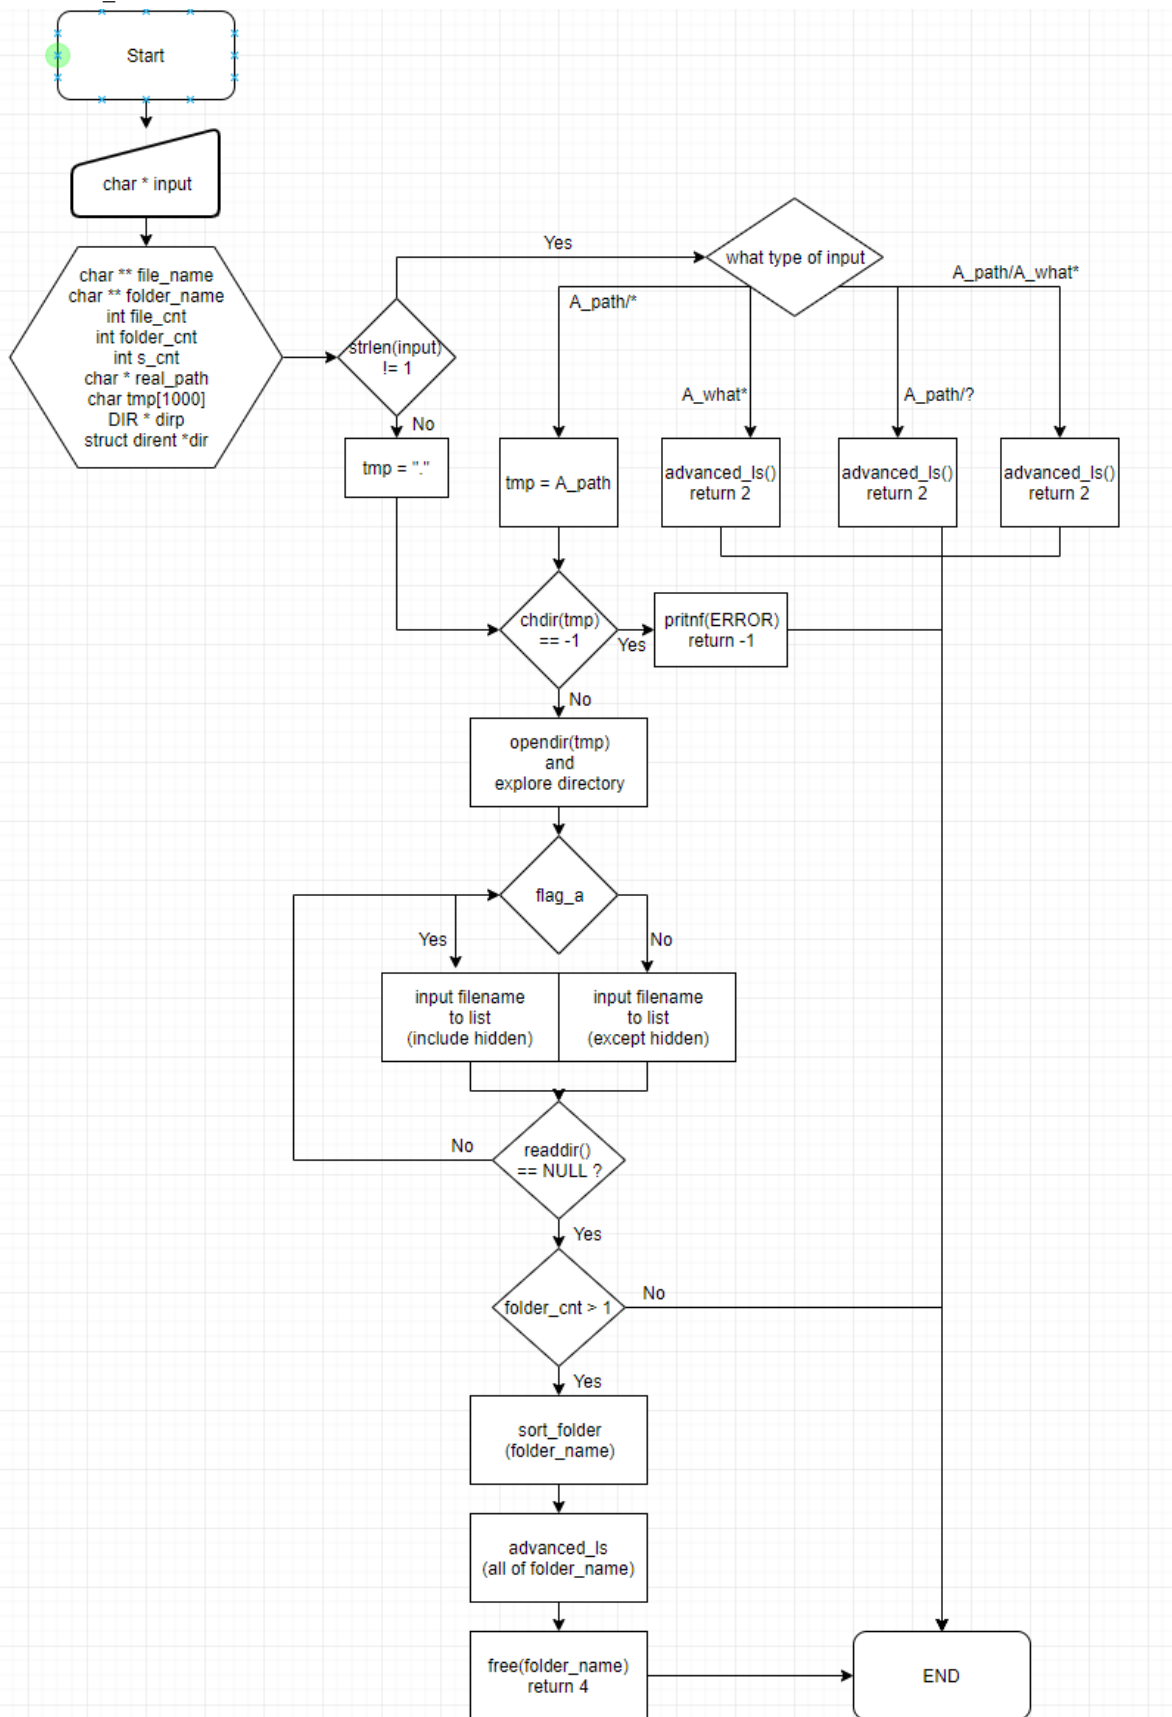 Start
char * input
char ** file_name
char ** folder_name
int file_cnt
int folder_cnt
int s_cnt
char * real_path
char tmp[1000]
DIR * dirp
struct dirent *dir
strlen(input)
!= 1
Yes
No
what type of input
A_path/*
A_what*
A_path/?
A_path/A_what*
tmp = "."
tmp = A_path
advanced_ls()
return 2
advanced_ls()
return 2
advanced_ls()
return 2
chdir(tmp)
== -1
Yes
pritnf(ERROR)
return -1
No
opendir(tmp)
and
explore directory
flag_a
Yes
No
input filename
to list
(include hidden)
input filename
to list
(except hidden)
No
readdir()
== NULL ?
Yes
folder_cnt > 1
No
Yes
sort_folder
(folder_name)
advanced_ls
(all of folder_name)
free(folder_name)
return 4
END